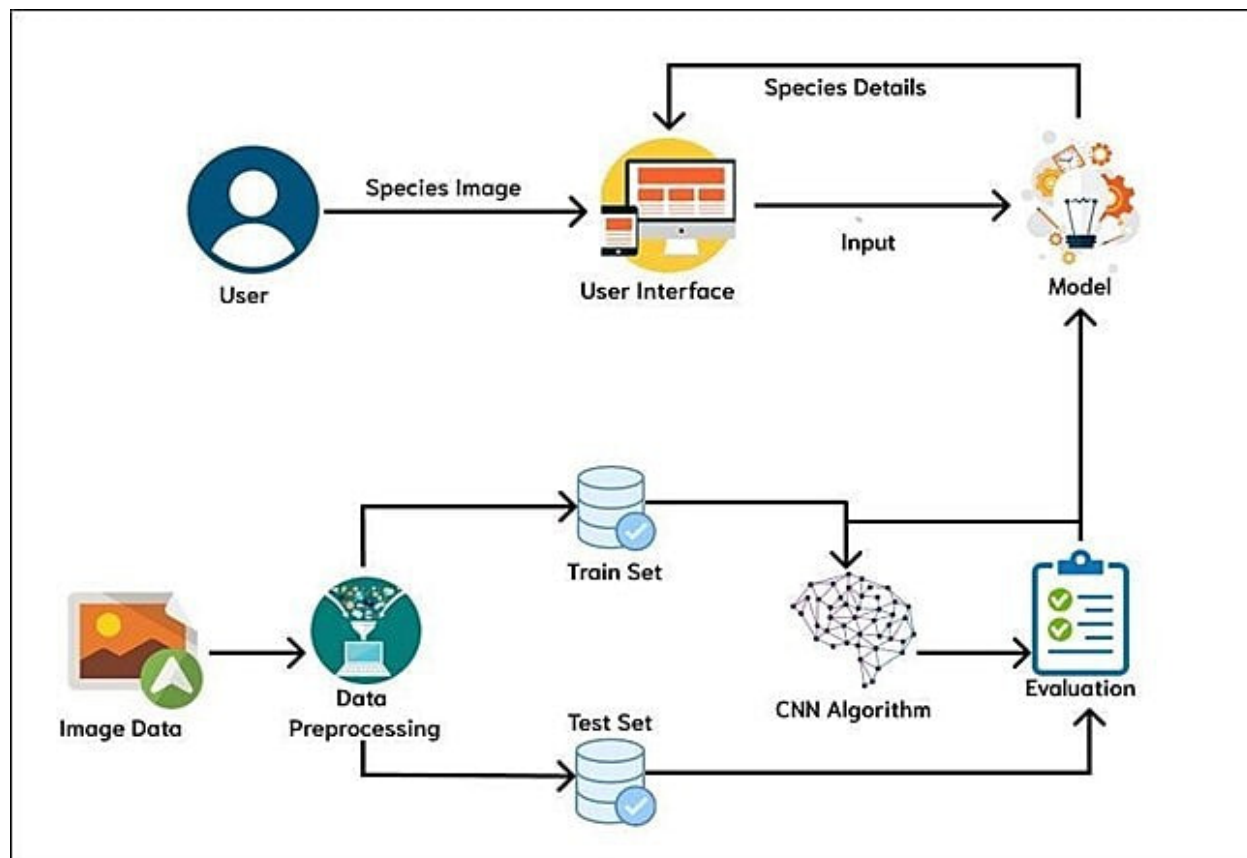 Species Details
Species Image
Input
User
User Interface
Model
Train Set
Image Data
Data
Preprocessing
Test Set
CNN Algorithm
Evaluation